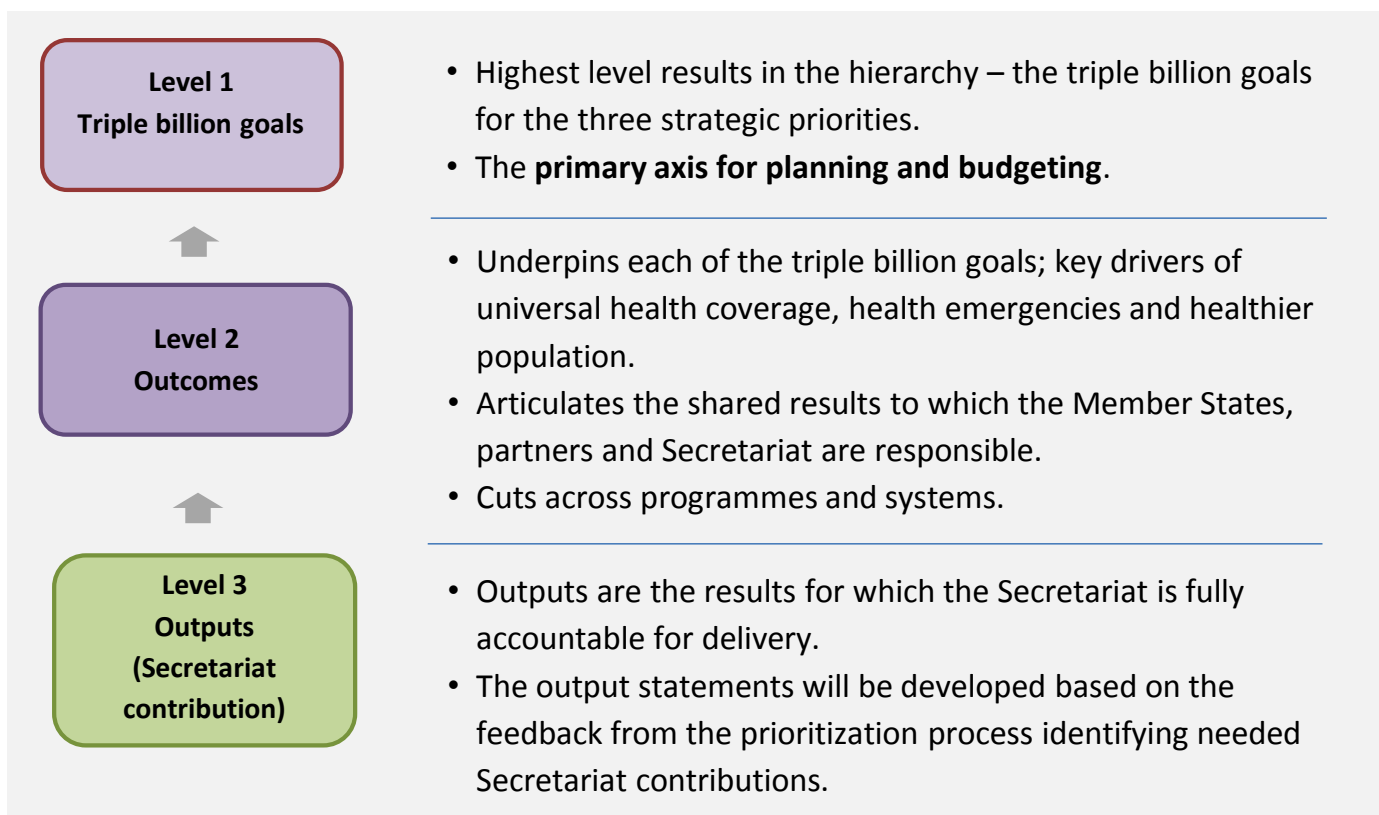 Level 1
Triple billion goals
• Highest level results in the hierarchy – the triple billion goals
for the three strategic priorities.
• The primary axis for planning and budgeting.
Level 2
Outcomes
• Underpins each of the triple billion goals; key drivers of
universal health coverage, health emergencies and healthier
population.
• Articulates the shared results to which the Member States,
partners and Secretariat are responsible.
• Cuts across programmes and systems.
Level 3
Outputs
(Secretariat
contribution)
• Outputs are the results for which the Secretariat is fully
accountable for delivery.
• The output statements will be developed based on the
feedback from the prioritization process identifying needed
Secretariat contributions.